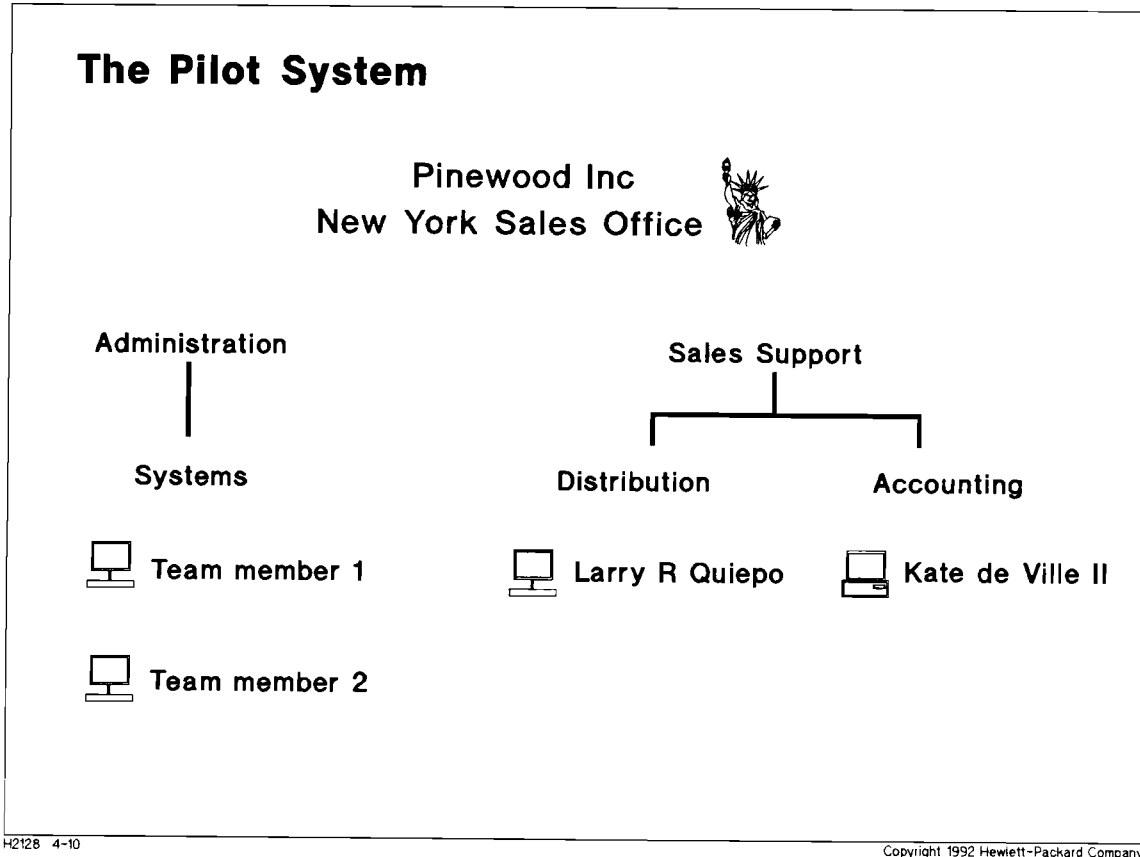 The Pilot System
Pinewood Inc
New York Sales Office
Administration
Sales Support
Systems
Distribution
Accounting
Team member 1
Larry R Quiepo
Kate de Ville II
Team member 2
H2128 4-10
Copyright 1992 Hewlett-Packard Company